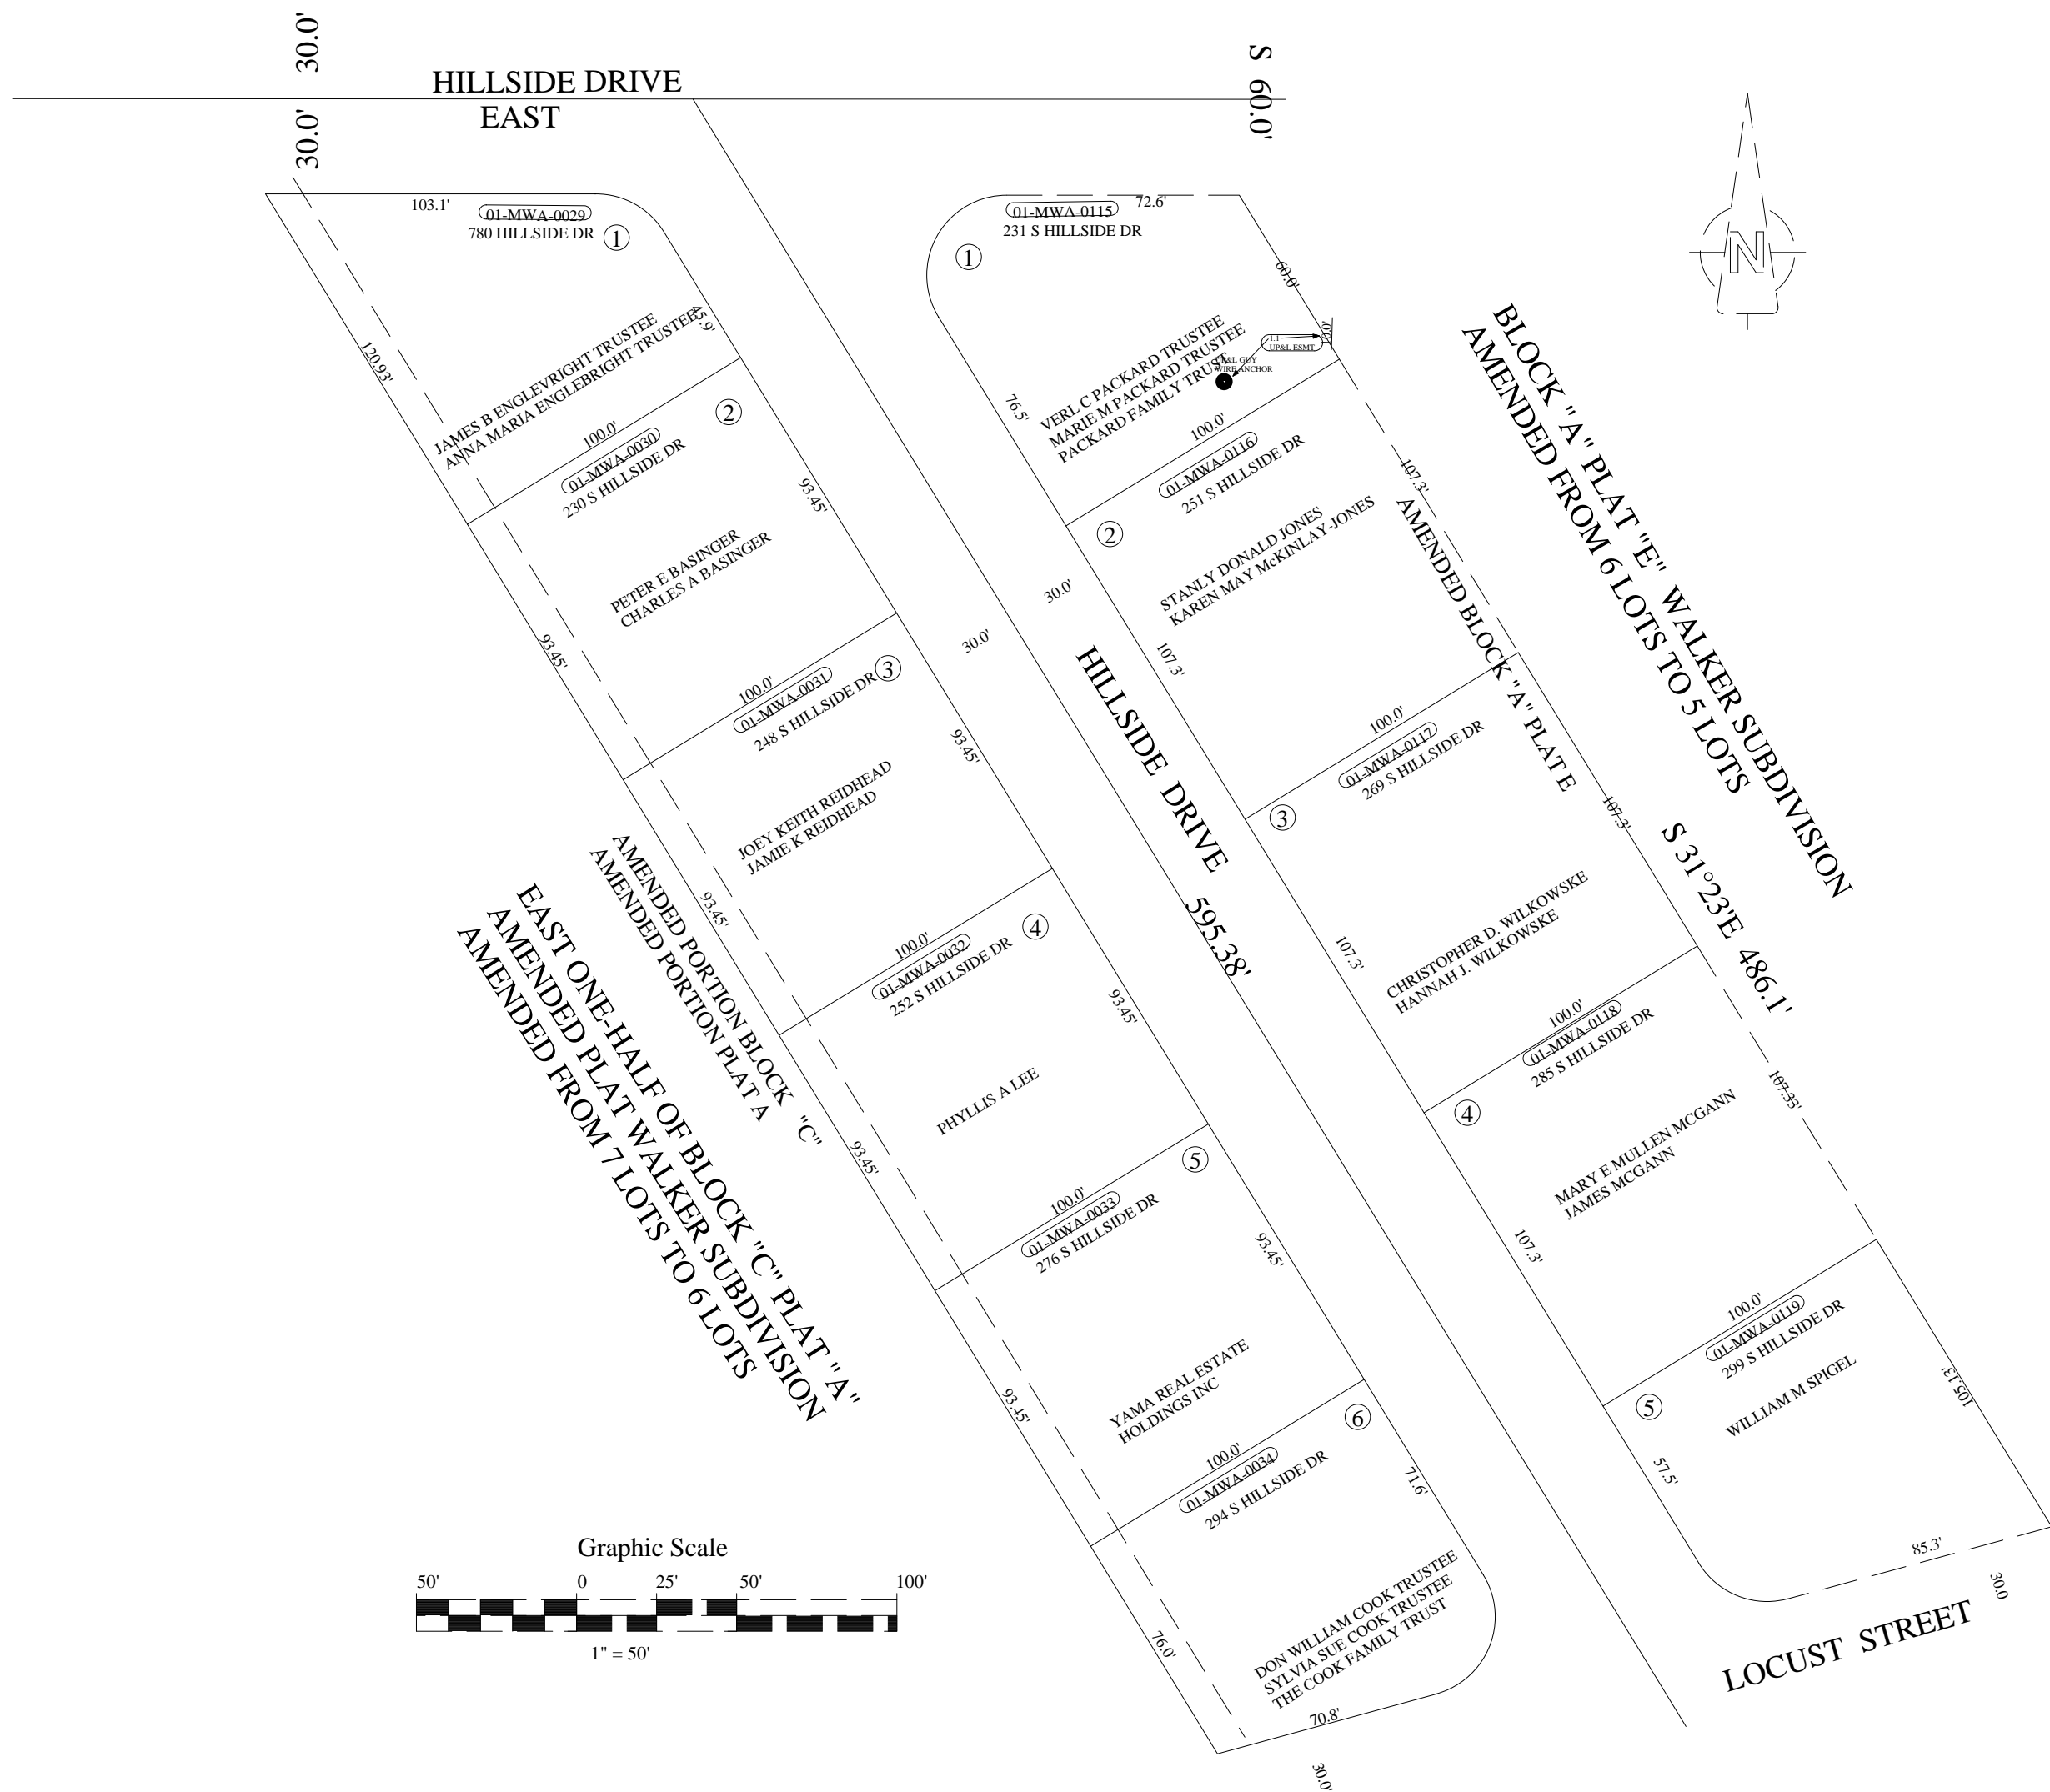 30.0'
HILLSIDE DRIVE
EAST
30.0'
S 60.0'
N
103.1'
01-MWA-0029
780 HILLSIDE DR
1
45.9'
120.93'
JAMES B ENGLEVRIGHT TRUSTEE
ANNA MARIA ENGLEBRIGHT TRUSTEE
100.0'
01-MWA-0030
230 S HILLSIDE DR
2
93.45'
93.45'
PETER E BASINGER
CHARLES A BASINGER
100.0'
01-MWA-0031
248 S HILLSIDE DR
3
93.45'
93.45'
JOEY KEITH REIDHEAD
JAMIE K REIDHEAD
100.0'
01-MWA-0032
252 S HILLSIDE DR
4
93.45'
93.45'
PHYLLIS A LEE
100.0'
01-MWA-0033
276 S HILLSIDE DR
5
93.45'
93.45'
YAMA REAL ESTATE
HOLDINGS INC
100.0'
01-MWA-0034
294 S HILLSIDE DR
6
71.6'
76.0'
DON WILLIAM COOK TRUSTEE
SYLVIA SUE COOK TRUSTEE
THE COOK FAMILY TRUST
70.8'
30.0'
AMENDED PORTION BLOCK "C"
AMENDED PORTION PLAT A
EAST ONE-HALF OF BLOCK "C" PLAT "A"
AMENDED PLAT WALKER SUBDIVISION
AMENDED FROM 7 LOTS TO 6 LOTS
30.0'
30.0'
HILLSIDE DRIVE 595.38'
72.6'
01-MWA-0115
231 S HILLSIDE DR
1
60.0'
10.0'
1.1
UP&L ESMT
UP&L GUY
WIRE ANCHOR
76.5'
VERL C PACKARD TRUSTEE
MARIE M PACKARD TRUSTEE
PACKARD FAMILY TRUST
100.0'
01-MWA-0116
251 S HILLSIDE DR
2
107.3'
107.3'
STANLY DONALD JONES
KAREN MAY McKINLAY-JONES
AMENDED BLOCK "A" PLAT E
100.0'
01-MWA-0117
269 S HILLSIDE DR
3
107.3'
107.3'
CHRISTOPHER D. WILKOWSKE
HANNAH J. WILKOWSKE
100.0'
01-MWA-0118
285 S HILLSIDE DR
4
107.33'
107.3'
MARY E MULLEN MCGANN
JAMES MCGANN
100.0'
01-MWA-0119
299 S HILLSIDE DR
5
WILLIAM M SPIGEL
105.13'
57.5'
85.3'
30.0
LOCUST STREET
BLOCK "A" PLAT "E" WALKER SUBDIVISION
AMENDED FROM 6 LOTS TO 5 LOTS
S 31°23'E 486.1'
Graphic Scale
50' 0 25' 50' 100'
1" = 50'